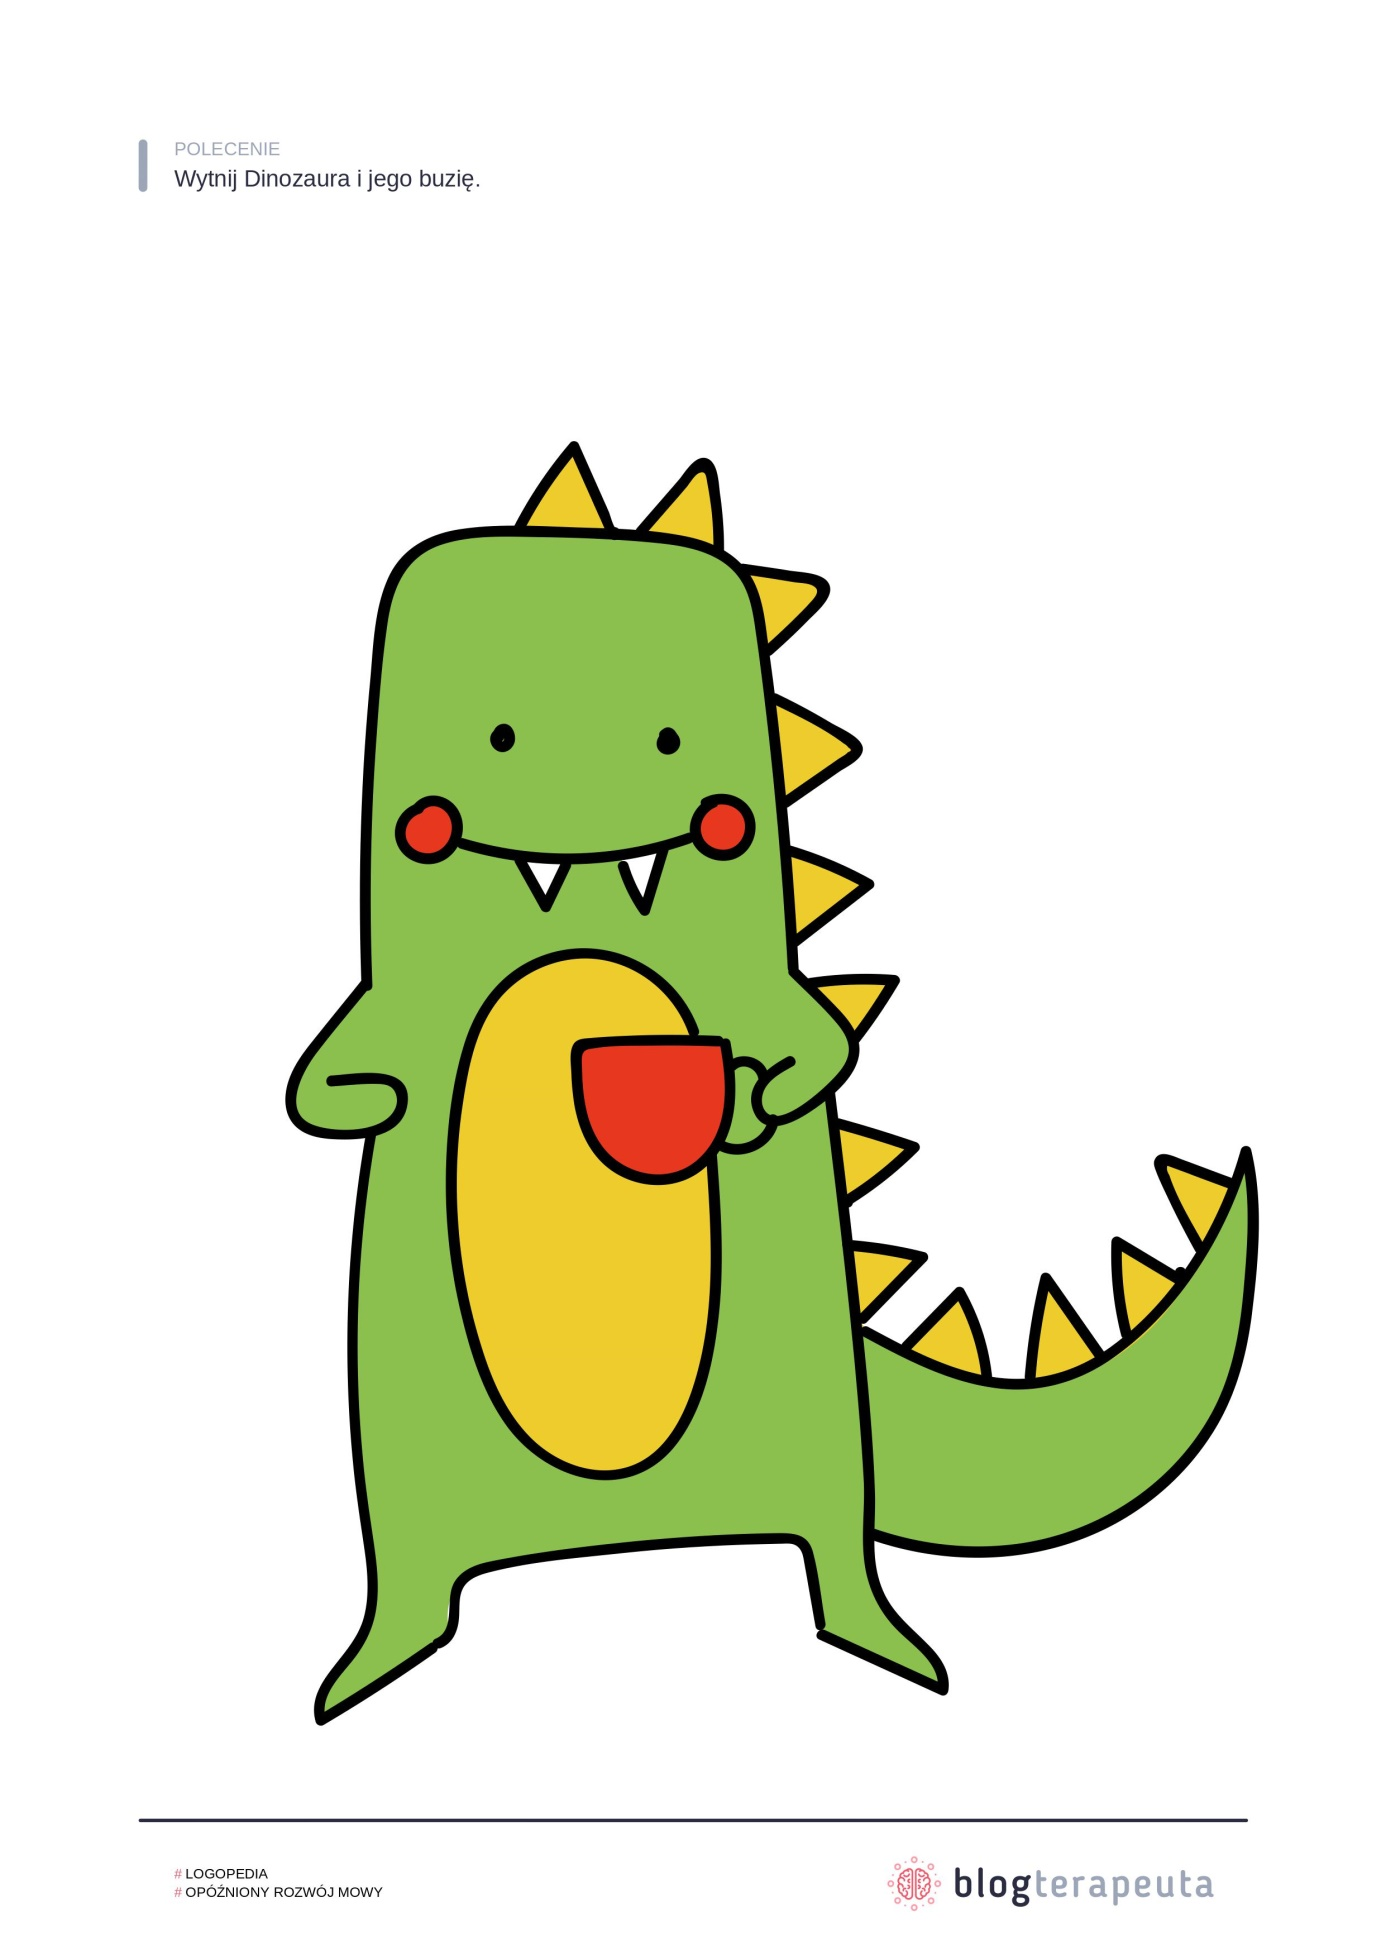 POLECENIE
Wytnij Dinozaura i jego buzię.
# LOGOPEDIA
# OPÓŹNIONY ROZWÓJ MOWY
blogterapeuta